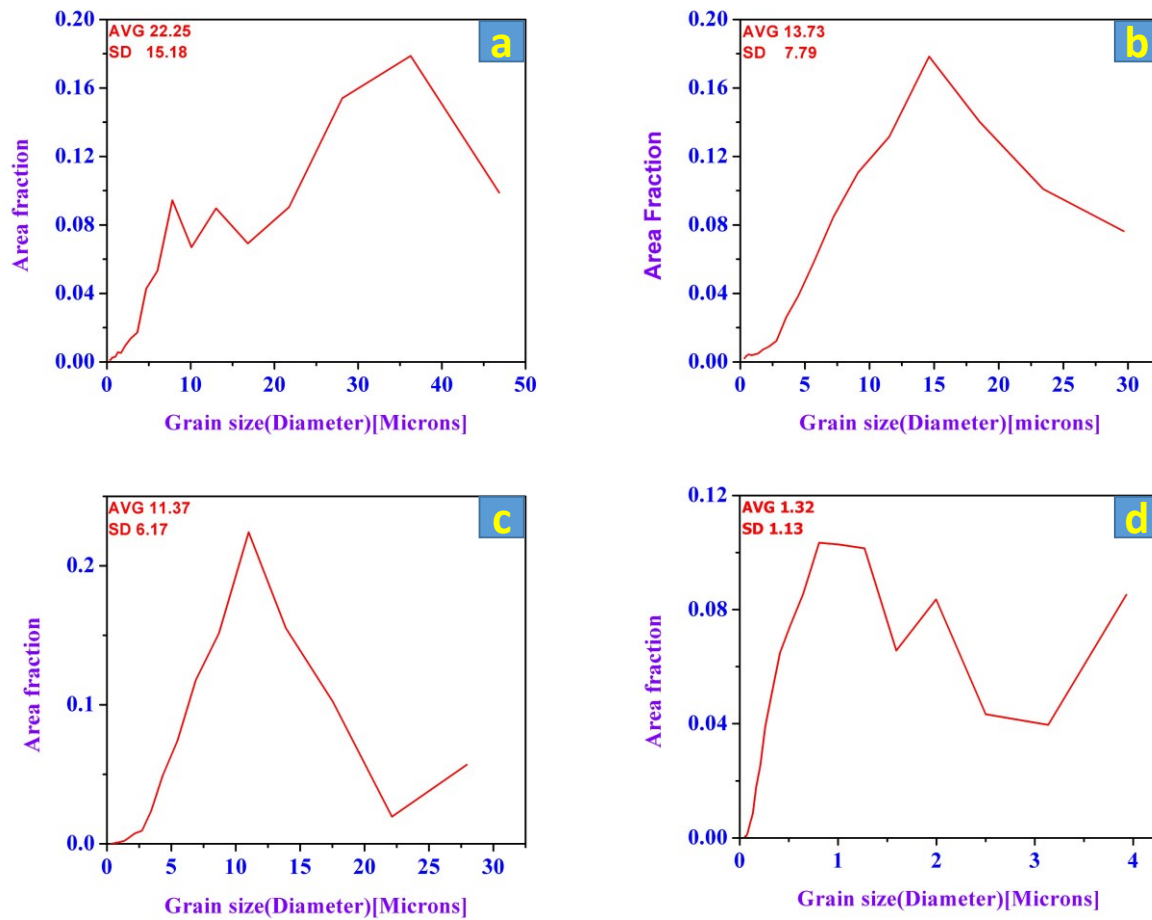 AVG 22.25
SD 15.18
a
0.20
0.16
0.12
0.08
0.04
0.00
Area fraction
0 10 20 30 40 50
Grain size(Diameter)[Microns]
AVG 13.73
SD 7.79
b
0.20
0.16
0.12
0.08
0.04
0.00
Area Fraction
0 5 10 15 20 25 30
Grain size(Diameter)[microns]
AVG 11.37
SD 6.17
c
0.2
0.1
0.0
Area fraction
0 5 10 15 20 25 30
Grain size(Diameter)[Microns]
AVG 1.32
SD 1.13
d
0.12
0.08
0.04
0.00
Area fraction
0 1 2 3 4
Grain size(Diameter)[Microns]